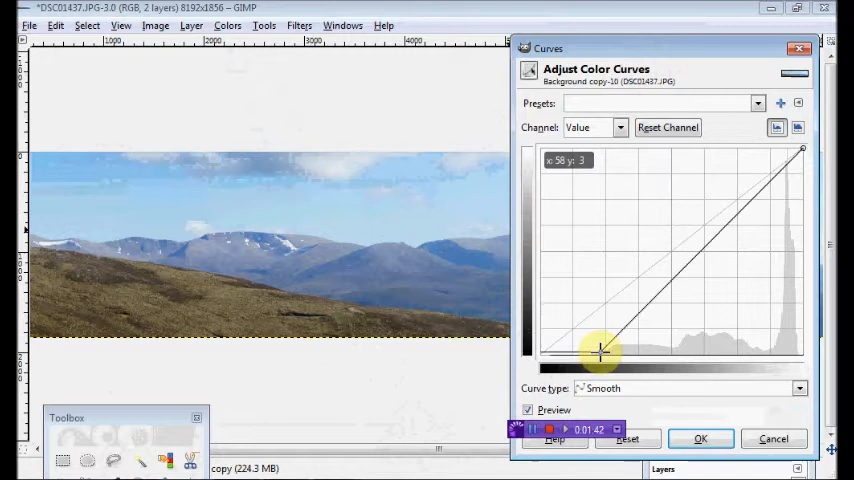 *DSC01437.JPG-3.0 (RGB, 2 layers) 8192x1856 – GIMP
File Edit Select View Image Layer Colors Tools Filters Windows Help
1000 2000 3000 4000
Curves
Adjust Color Curves
Background copy-10 (DSC01437.JPG)
Presets:
Channel: Value Reset Channel
x: 58 y: 3
Curve type: Smooth
Preview
0:01:42
Help Reset OK Cancel
Toolbox
copy (224.3 MB)
Layers